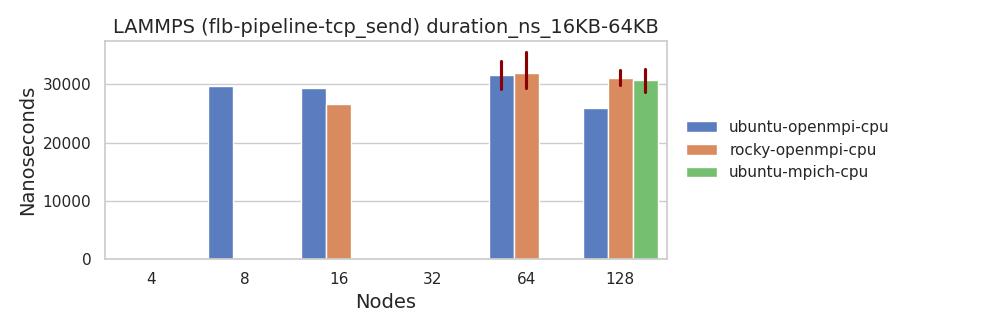 LAMMPS (flb-pipeline-tcp_send) duration_ns_16KB-64KB
Nanoseconds
30000
20000
10000
0
4 8 16 32 64 128
Nodes
ubuntu-openmpi-cpu
rocky-openmpi-cpu
ubuntu-mpich-cpu